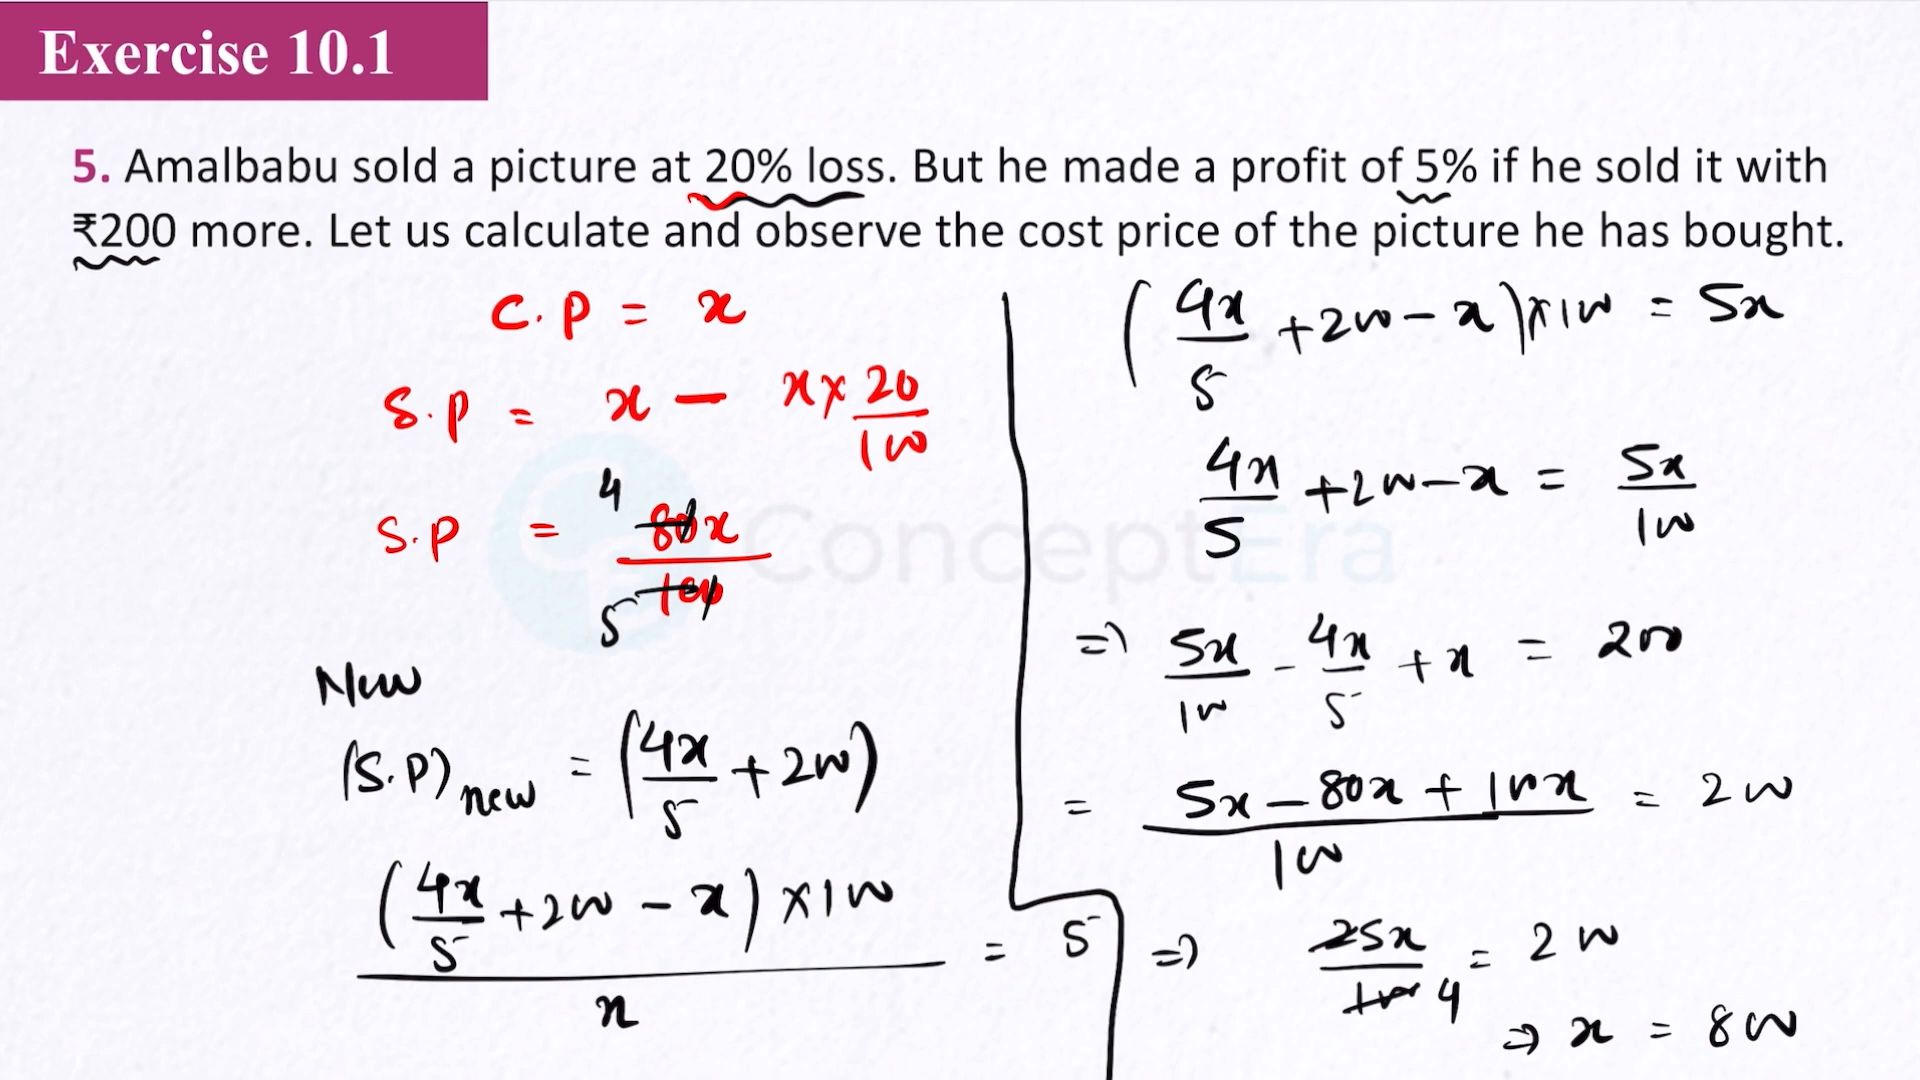 Exercise 10.1
5. Amalbabu sold a picture at 20% loss. But he made a profit of 5% if he sold it with
₹200 more. Let us calculate and observe the cost price of the picture he has bought.
C.P = x
S.P = x - x × 20/100
S.P = 80x/100 4 5
New
(S.P) new = (4x/5 + 200)
(4x/5 + 200 - x) × 100 / x = 5
(4x/5 + 200 - x) × 100 = 5x
4x/5 + 200 - x = 5x/100
=> 5x/100 - 4x/5 + x = 200
= 5x - 80x + 100x / 100 = 200
=> 25x/100 4 = 200
=> x = 800
ConceptEra